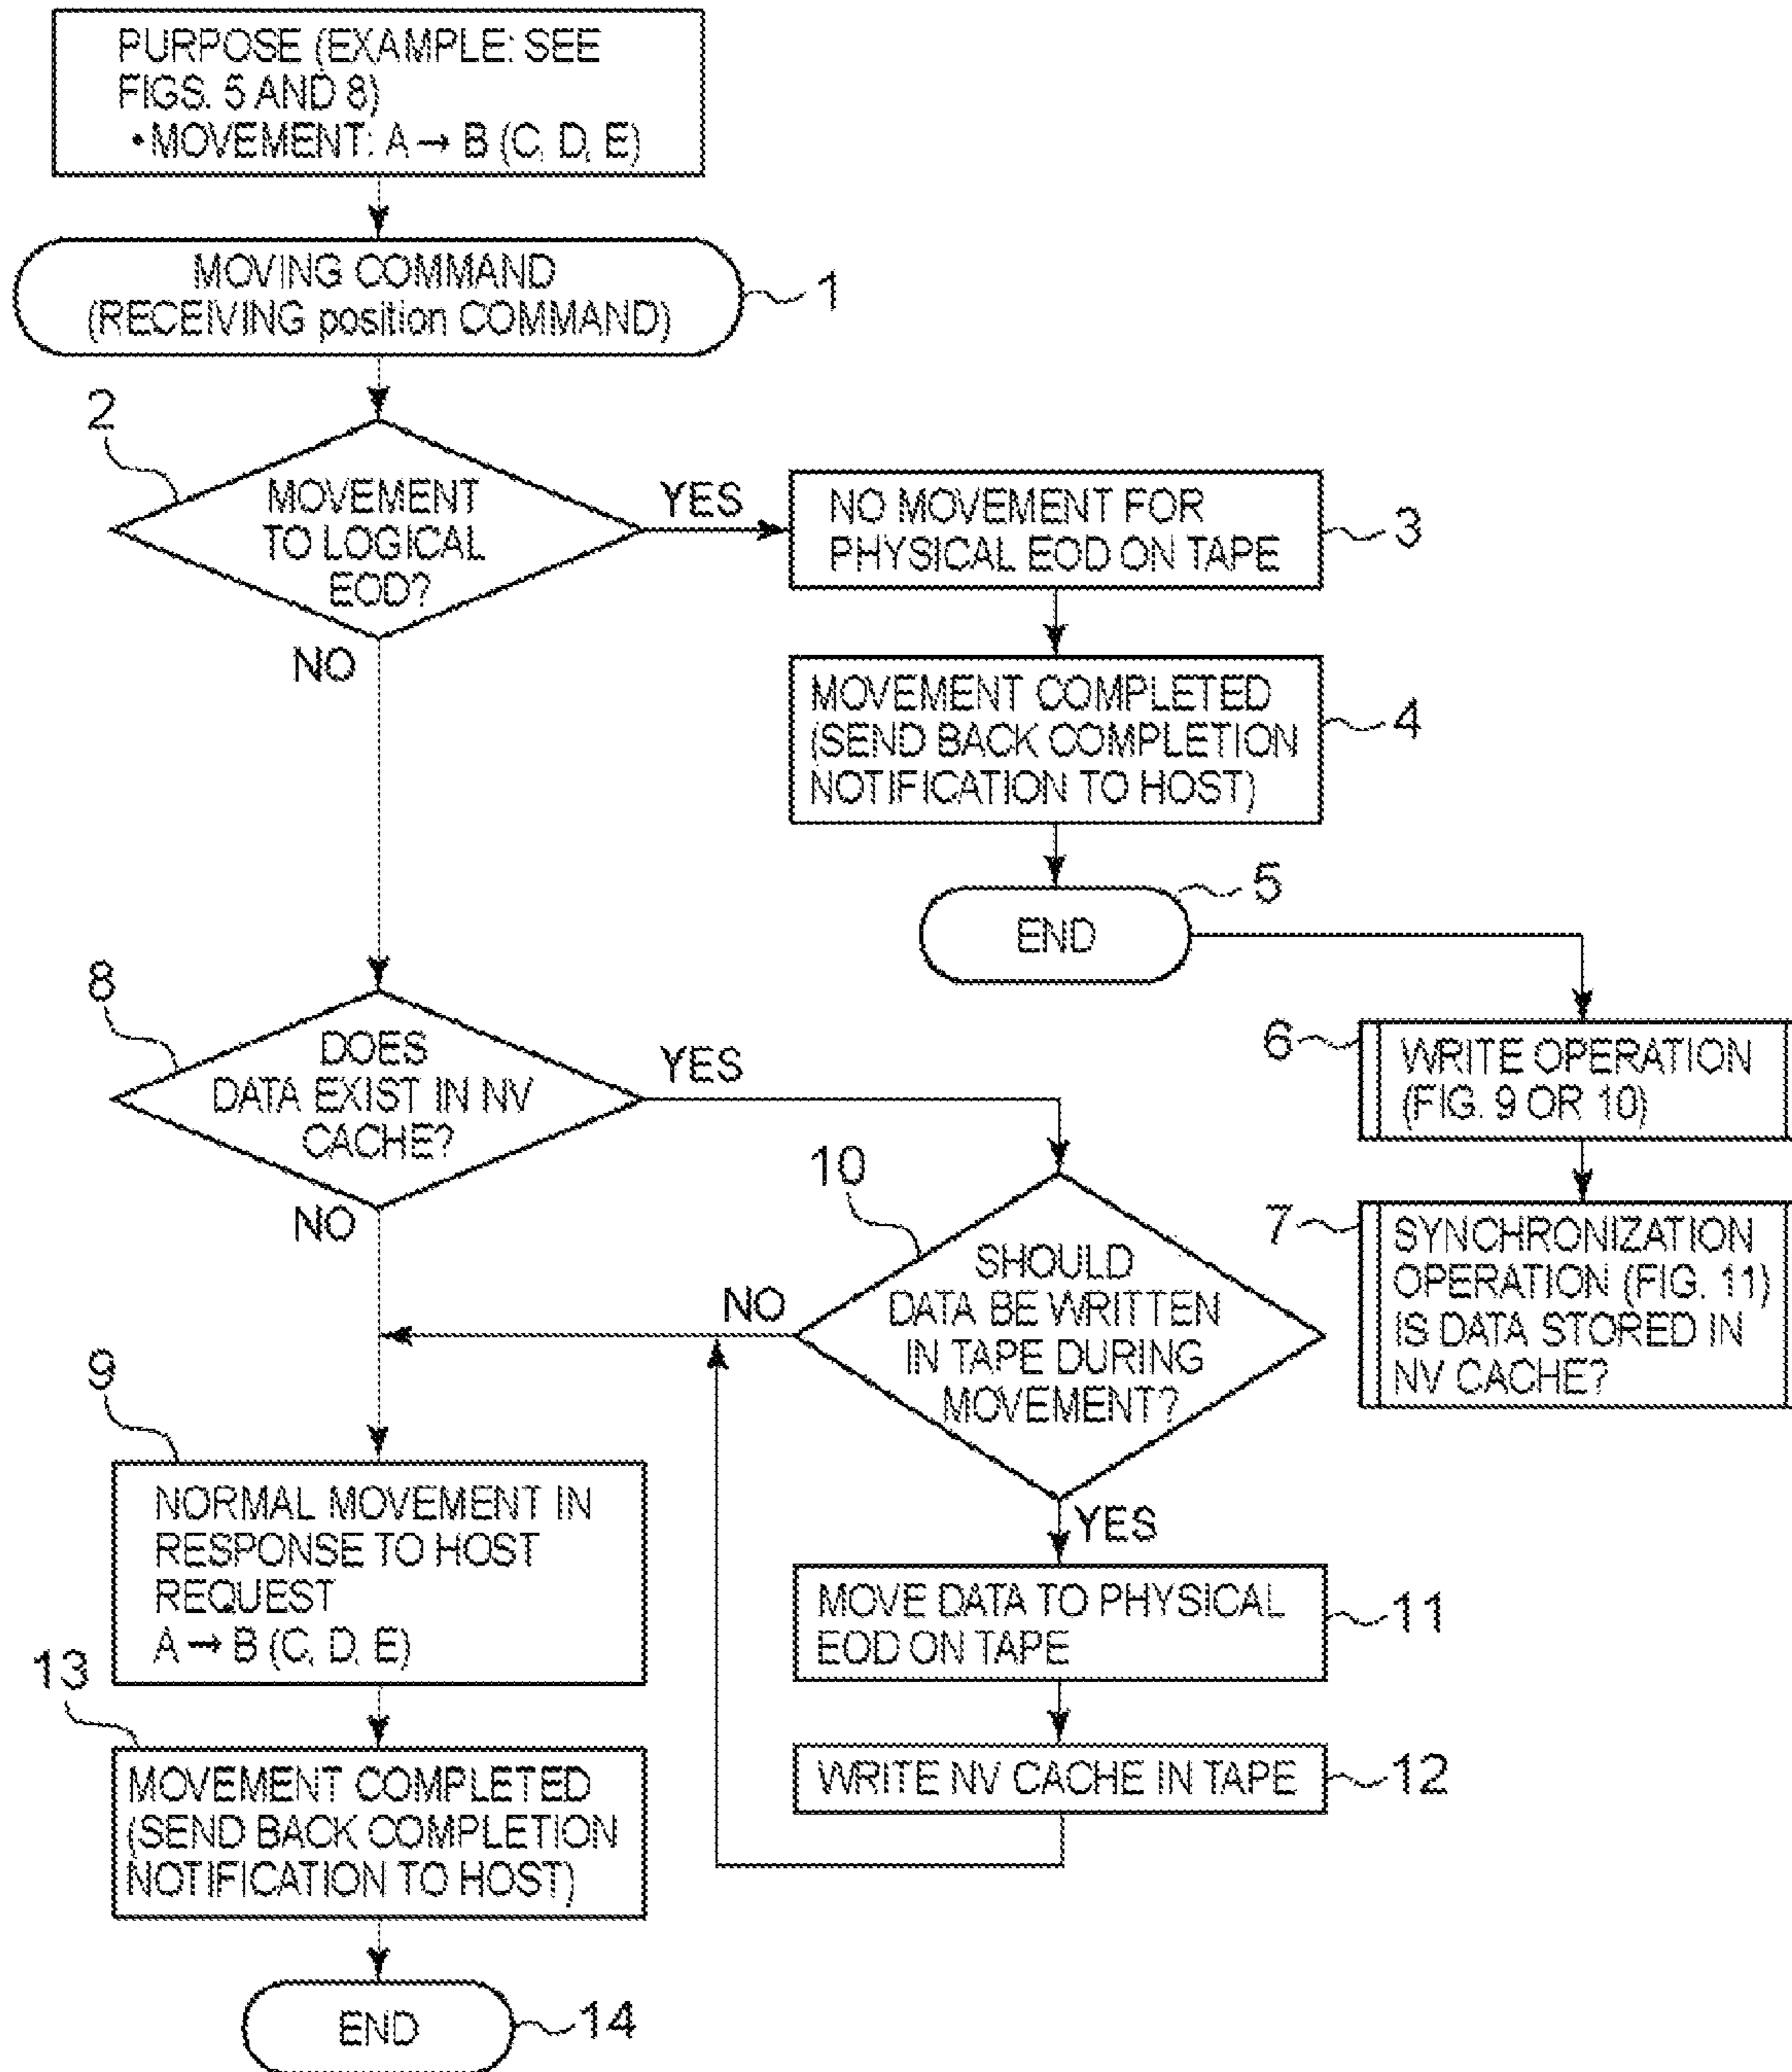 PURPOSE (EXAMPLE: SEE
FIGS. 5 AND 8)
• MOVEMENT: A → B (C, D, E)
MOVING COMMAND
(RECEIVING position COMMAND)
1
2
MOVEMENT
TO LOGICAL
EOD?
YES
NO
NO MOVEMENT FOR
PHYSICAL EOD ON TAPE
3
MOVEMENT COMPLETED
(SEND BACK COMPLETION
NOTIFICATION TO HOST)
4
END
5
6
WRITE OPERATION
(FIG. 9 OR 10)
7
SYNCHRONIZATION
OPERATION (FIG. 11)
IS DATA STORED IN
NV CACHE?
8
DOES
DATA EXIST IN NV
CACHE?
YES
NO
10
SHOULD
DATA BE WRITTEN
IN TAPE DURING
MOVEMENT?
NO
YES
MOVE DATA TO PHYSICAL
EOD ON TAPE
11
WRITE NV CACHE IN TAPE
12
9
NORMAL MOVEMENT IN
RESPONSE TO HOST
REQUEST
A → B (C, D, E)
13
MOVEMENT COMPLETED
(SEND BACK COMPLETION
NOTIFICATION TO HOST)
END
14